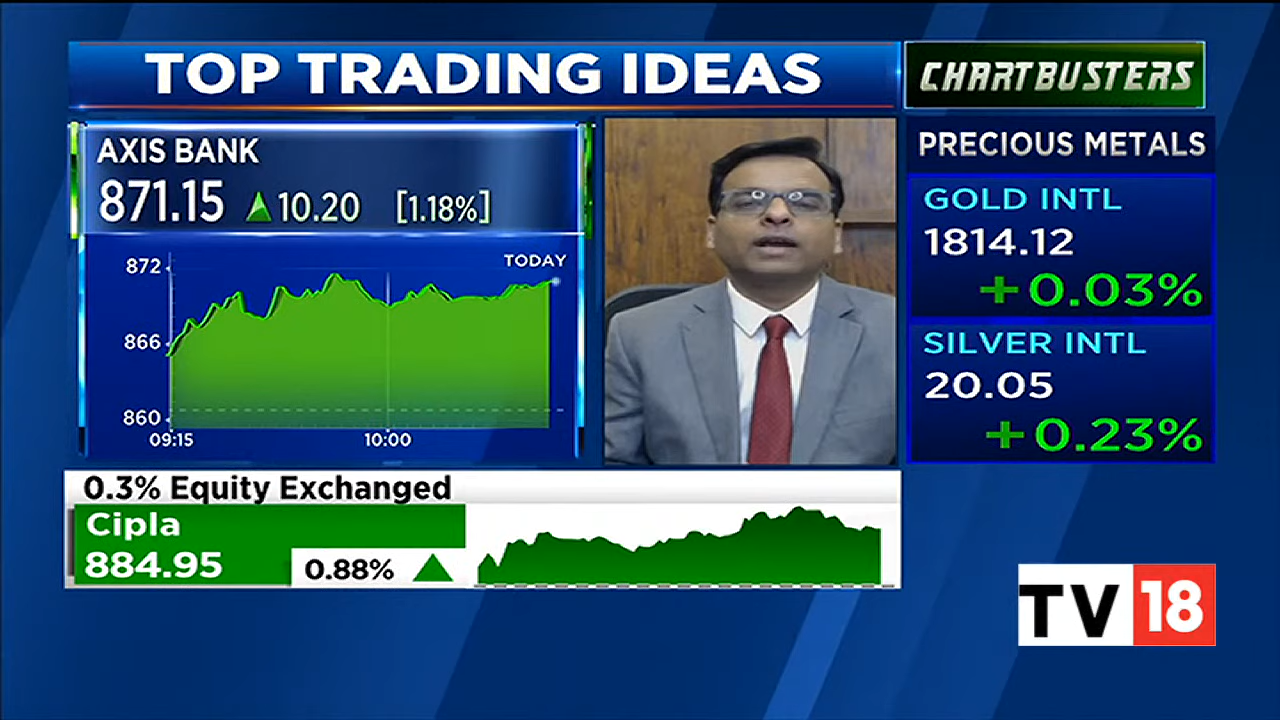 TOP TRADING IDEAS
CHARTBUSTERS
AXIS BANK
871.15 ▲ 10.20 [1.18%]
TODAY
872
866
860
09:15 10:00
PRECIOUS METALS
GOLD INTL
1814.12
+0.03%
SILVER INTL
20.05
+0.23%
0.3% Equity Exchanged
Cipla
884.95 0.88% ▲
TV18